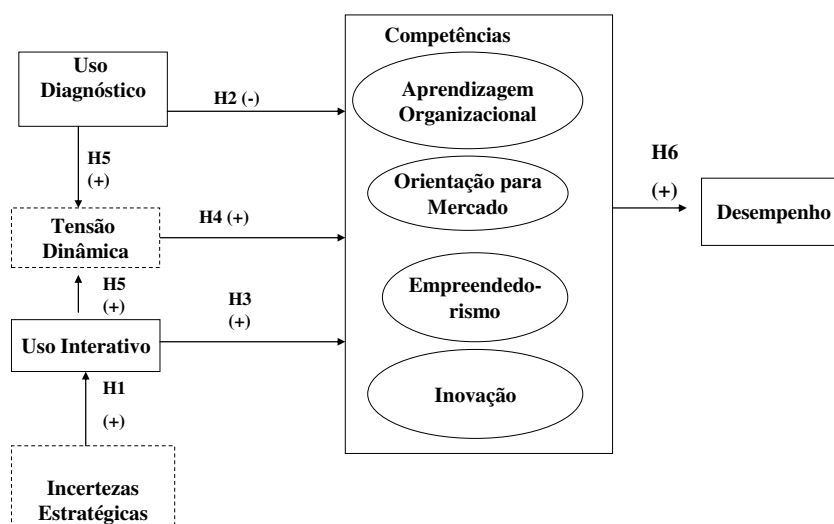 Uso
Diagnóstico
H2 (-)
H5
(+)
Tensão
Dinâmica
H4 (+)
H5
(+)
H3
(+)
Uso Interativo
H1
(+)
Incertezas
Estratégicas
Competências
Aprendizagem
Organizacional
Orientação para
Mercado
Empreendedo-
rismo
Inovação
H6
(+)
Desempenho